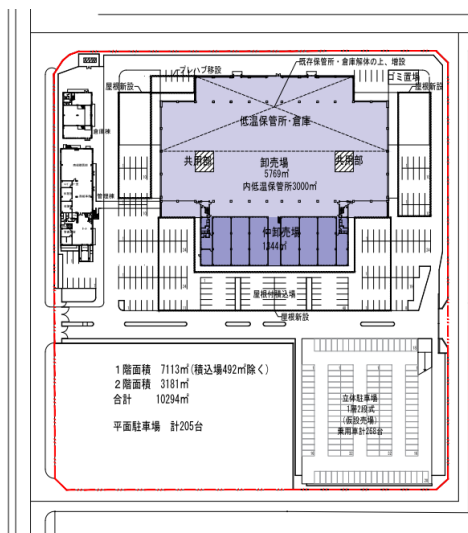 既存保管所・倉庫解体の上、増設
プレハブ移設
ゴミ置場
屋根新設
屋根新設
低温保管所・倉庫
倉庫棟
共用部
卸売場
共用部
5769㎡
内低温保管所3000㎡
管理棟
仲卸売場
1344㎡
屋根付積込場
屋根新設
1階面積 7113㎡(積込場492㎡除く)
2階面積 3181㎡
合計 10294㎡
平面駐車場 計205台
立体駐車場
1層2段式
(仮設売場)
乗用車計268台